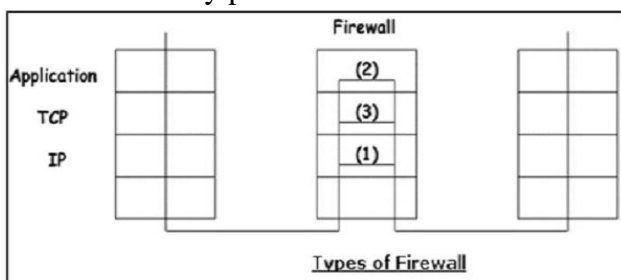 Firewall
Application
(2)
TCP
(3)
IP
(1)
Types of Firewall